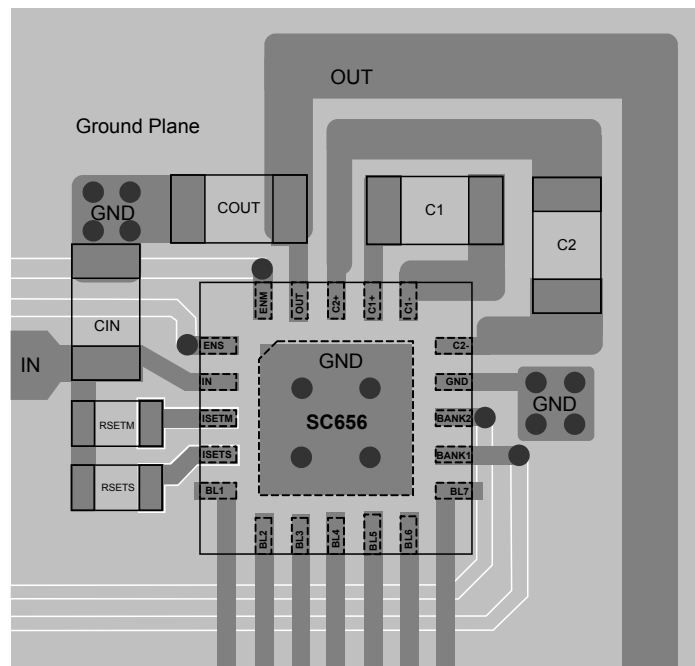 OUT
Ground Plane
GND
COUT
C1
C2
CIN
IN
RSETM
RSETS
ENM
OUT
C2+
C1+
C1-
ENS
IN
ISETM
ISETS
BL1
GND
SC656
C2-
GND
BANK2
BANK1
BL7
GND
BL2
BL3
BL4
BL5
BL6